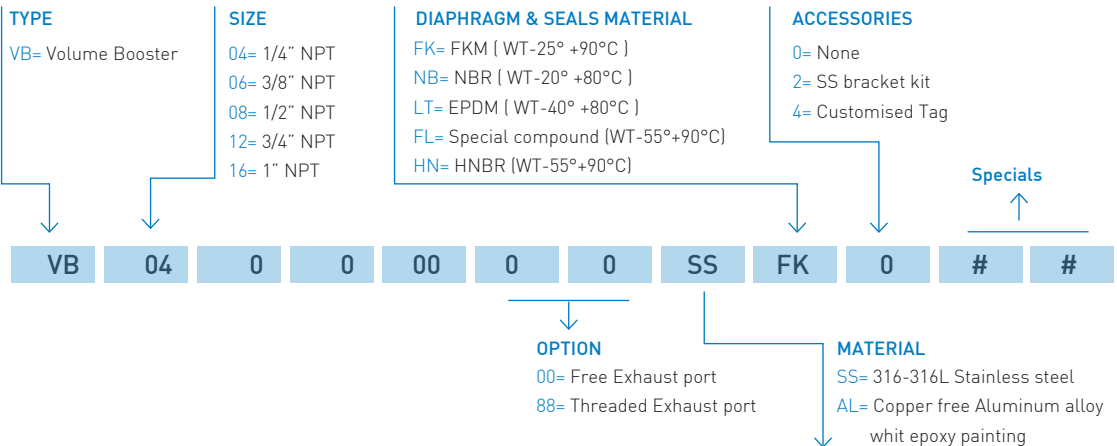 TYPE
VB= Volume Booster
SIZE
04= 1/4” NPT
06= 3/8” NPT
08= 1/2” NPT
12= 3/4” NPT
16= 1” NPT
DIAPHRAGM & SEALS MATERIAL
FK= FKM ( WT-25° +90°C )
NB= NBR ( WT-20° +80°C )
LT= EPDM ( WT-40° +80°C )
FL= Special compound (WT-55°+90°C)
HN= HNBR (WT-55°+90°C)
ACCESSORIES
0= None
2= SS bracket kit
4= Customised Tag
Specials
VB 04 0 0 00 0 0 SS FK 0 # #
OPTION
00= Free Exhaust port
88= Threaded Exhaust port
MATERIAL
SS= 316-316L Stainless steel
AL= Copper free Aluminum alloy
whit epoxy painting